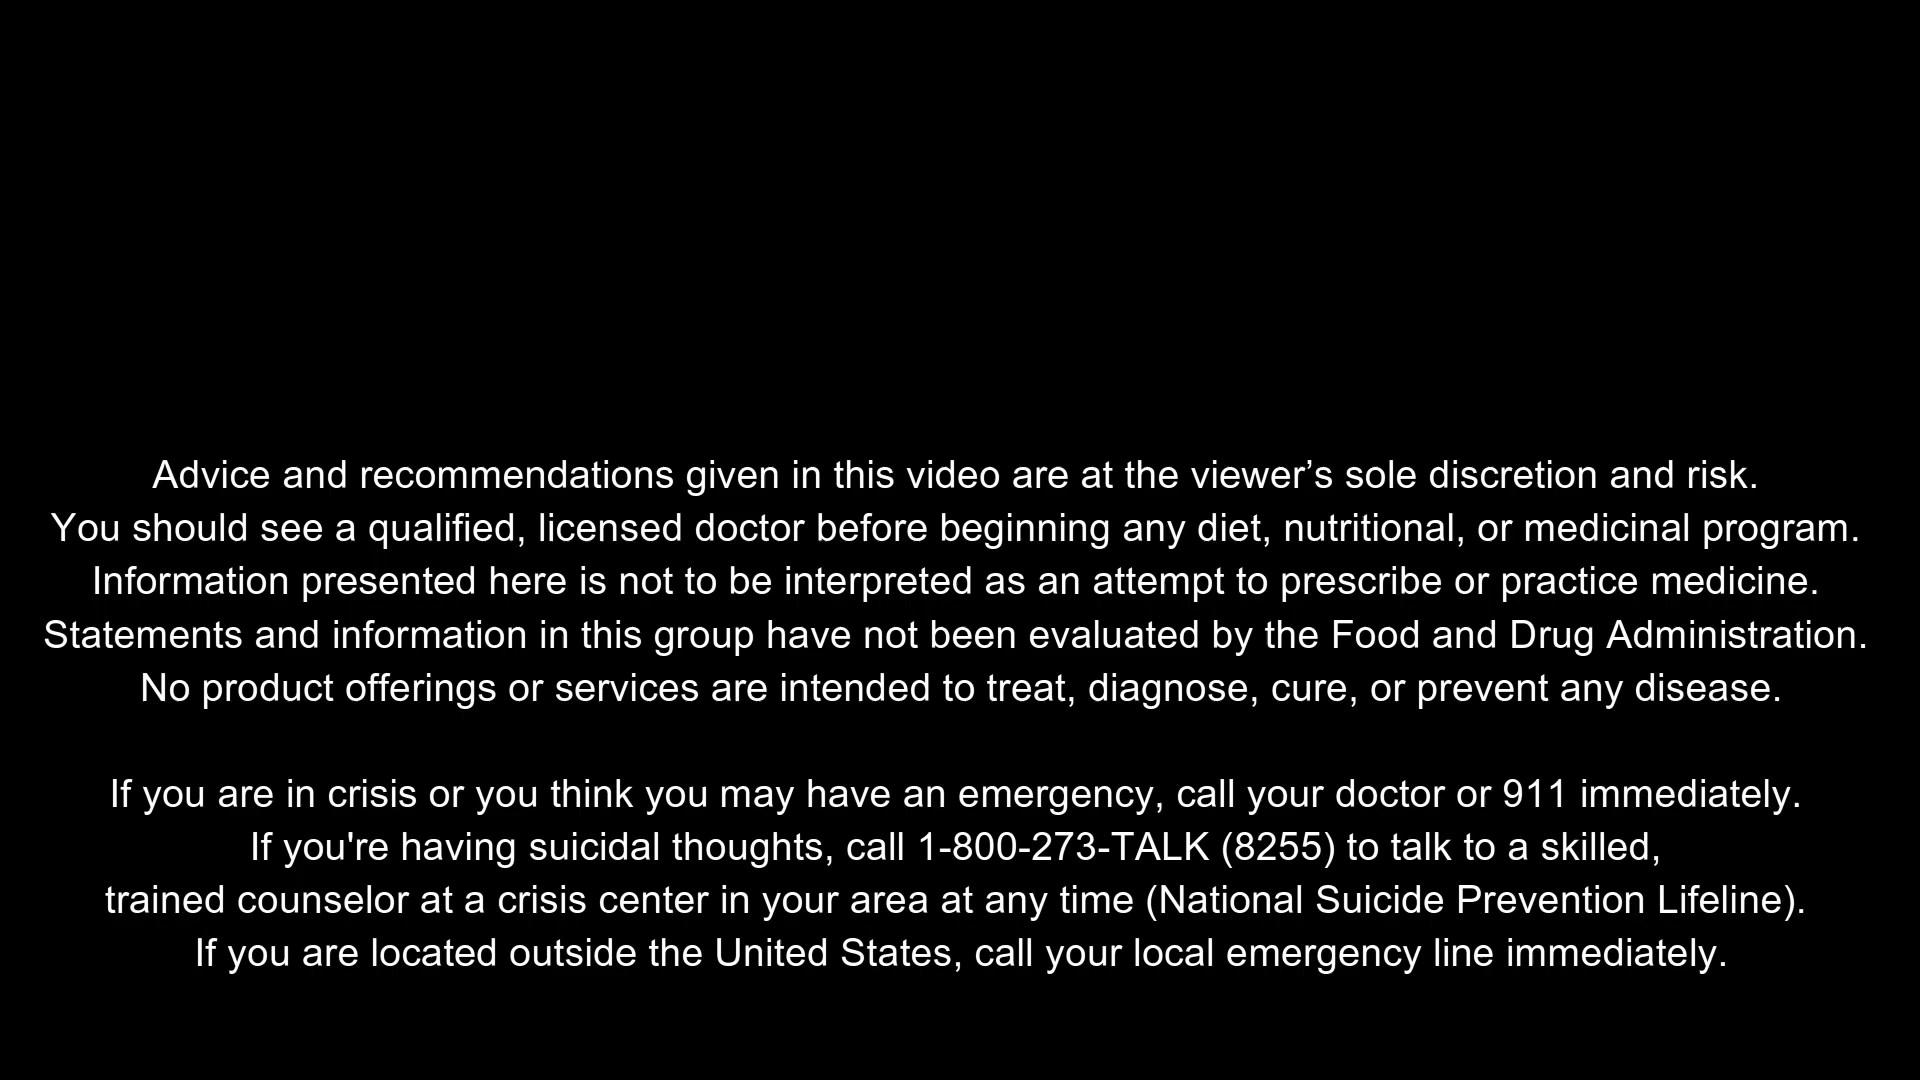 Advice and recommendations given in this video are at the viewer’s sole discretion and risk.
You should see a qualified, licensed doctor before beginning any diet, nutritional, or medicinal program.
Information presented here is not to be interpreted as an attempt to prescribe or practice medicine.
Statements and information in this group have not been evaluated by the Food and Drug Administration.
No product offerings or services are intended to treat, diagnose, cure, or prevent any disease.
If you are in crisis or you think you may have an emergency, call your doctor or 911 immediately.
If you're having suicidal thoughts, call 1-800-273-TALK (8255) to talk to a skilled,
trained counselor at a crisis center in your area at any time (National Suicide Prevention Lifeline).
If you are located outside the United States, call your local emergency line immediately.